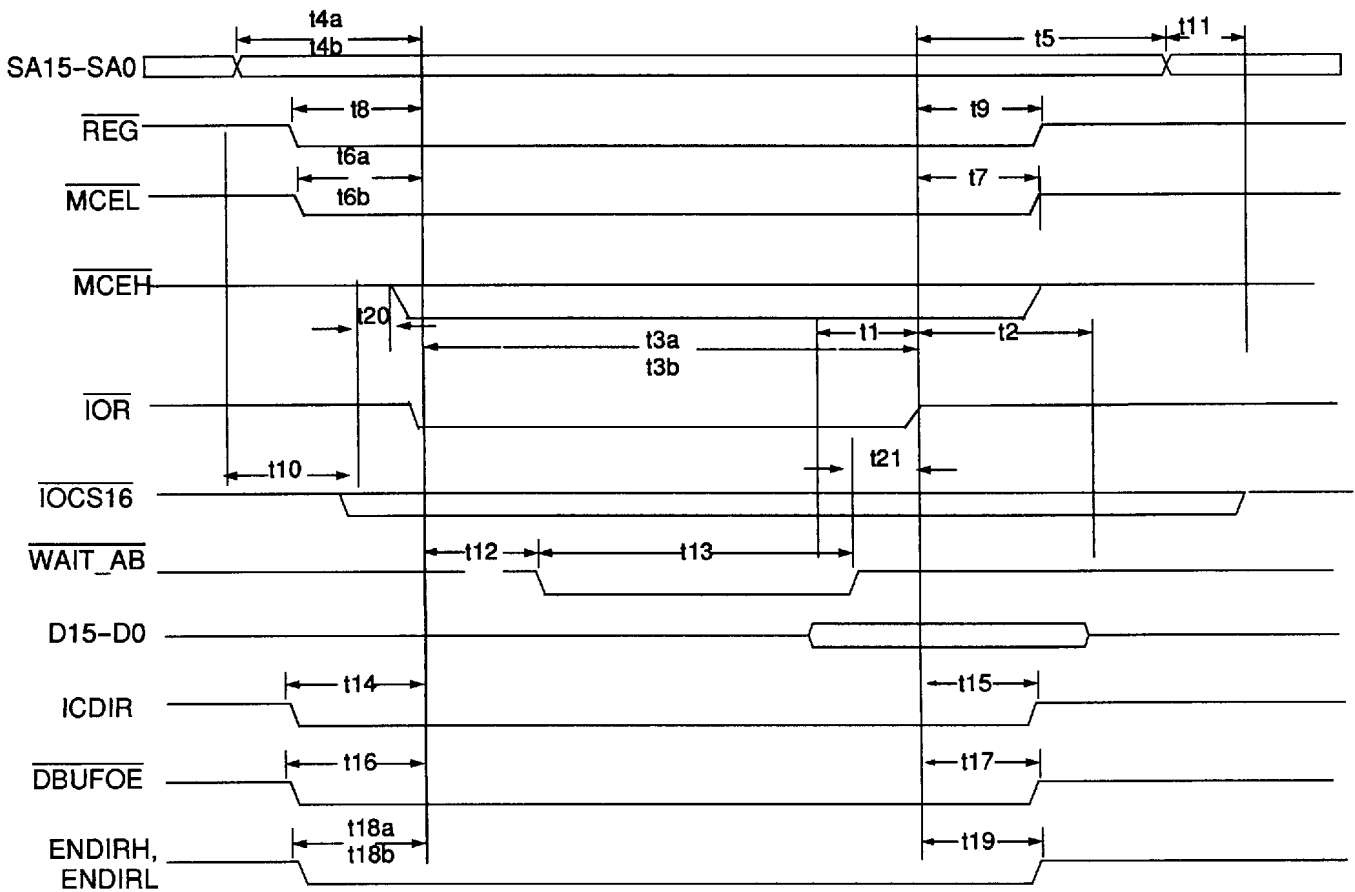 t4a
t4b
t5
t11
SA15-SA0
t8
t9
REG
t6a
t6b
t7
MCEL
MCEH
t20
t1
t2
t3a
t3b
IOR
t21
t10
IOCS16
t12
t13
WAIT_AB
D15-D0
t14
t15
ICDIR
t16
t17
DBUFOE
t18a
t18b
t19
ENDIRH,
ENDIRL